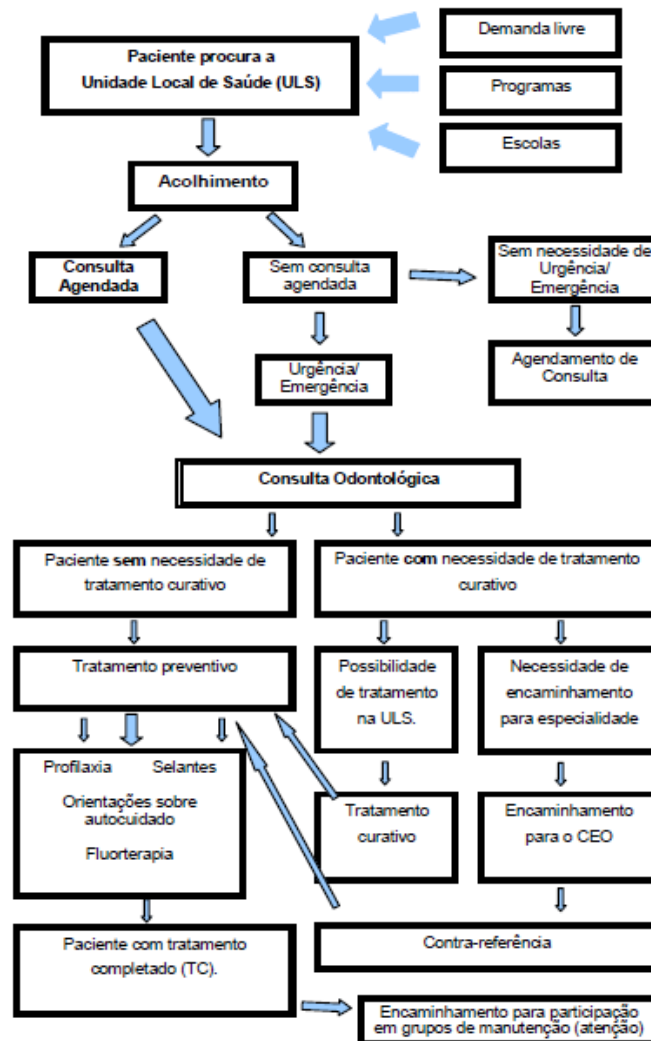 Demanda livre
Paciente procura a
Unidade Local de Saúde (ULS)
Programas
Escolas
Acolhimento
Consulta
Agendada
Sem consulta
agendada
Sem necessidade de
Urgência/
Emergência
Urgência/
Emergência
Agendamento de
Consulta
Consulta Odontológica
Paciente sem necessidade de
tratamento curativo
Paciente com necessidade de tratamento
curativo
Tratamento preventivo
Possibilidade
de tratamento
na ULS.
Necessidade de
encaminhamento
para especialidade
Profilaxia Selantes
Orientações sobre
autocuidado
Fluorterapia
Tratamento
curativo
Encaminhamento
para o CEO
Contra-referência
Paciente com tratamento
completado (TC).
Encaminhamento para participação
em grupos de manutenção (atenção)